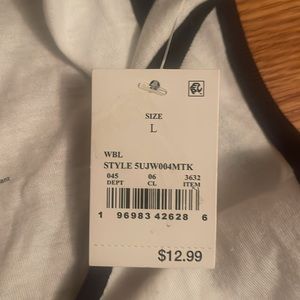 SIZE
L
WBL
STYLE 5UJW004MTK
045 06 3632
DEPT CL ITEM
1 96983 42628 6
$12.99